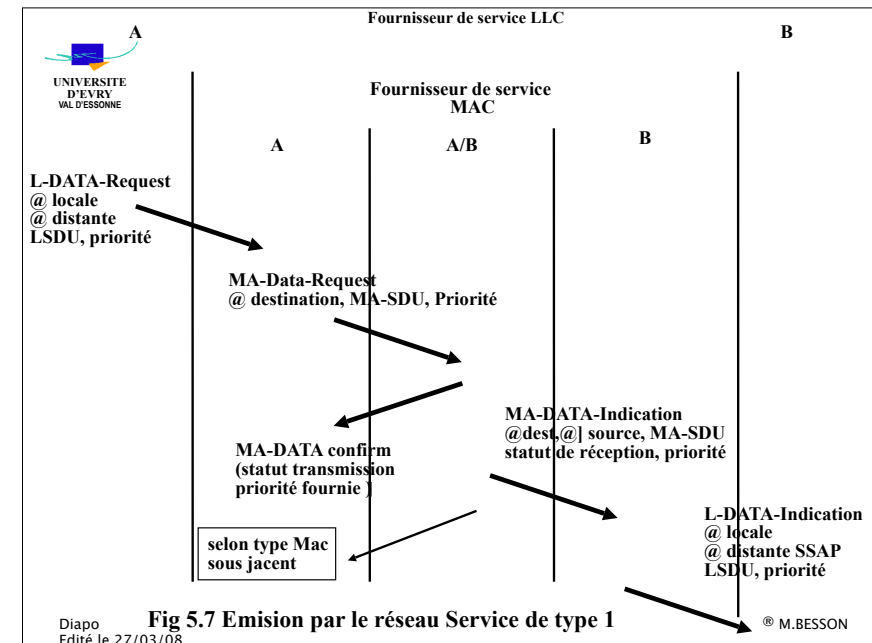 Fournisseur de service LLC
A
B
UNIVERSITE
D'EVRY
VAL D'ESSONNE
Fournisseur de service
MAC
A
A/B
B
L-DATA-Request
@ locale
@ distante
LSDU, priorité
MA-Data-Request
@ destination, MA-SDU, Priorité
MA-DATA-Indication
@dest,@] source, MA-SDU
statut de réception, priorité
MA-DATA confirm
(statut transmission
priorité fournie ]
L-DATA-Indication
@ locale
@ distante SSAP
LSDU, priorité
selon type Mac
sous jacent
Fig 5.7 Emision par le réseau Service de type 1
Diapo
Edité le 27/03/08
® M.BESSON